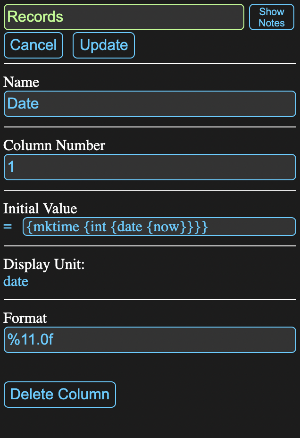 Records
Show
Notes
Cancel
Update
Name
Date
Column Number
1
Initial Value
= {mktime {int {date {now}}}}
Display Unit:
date
Format
%11.0f
Delete Column